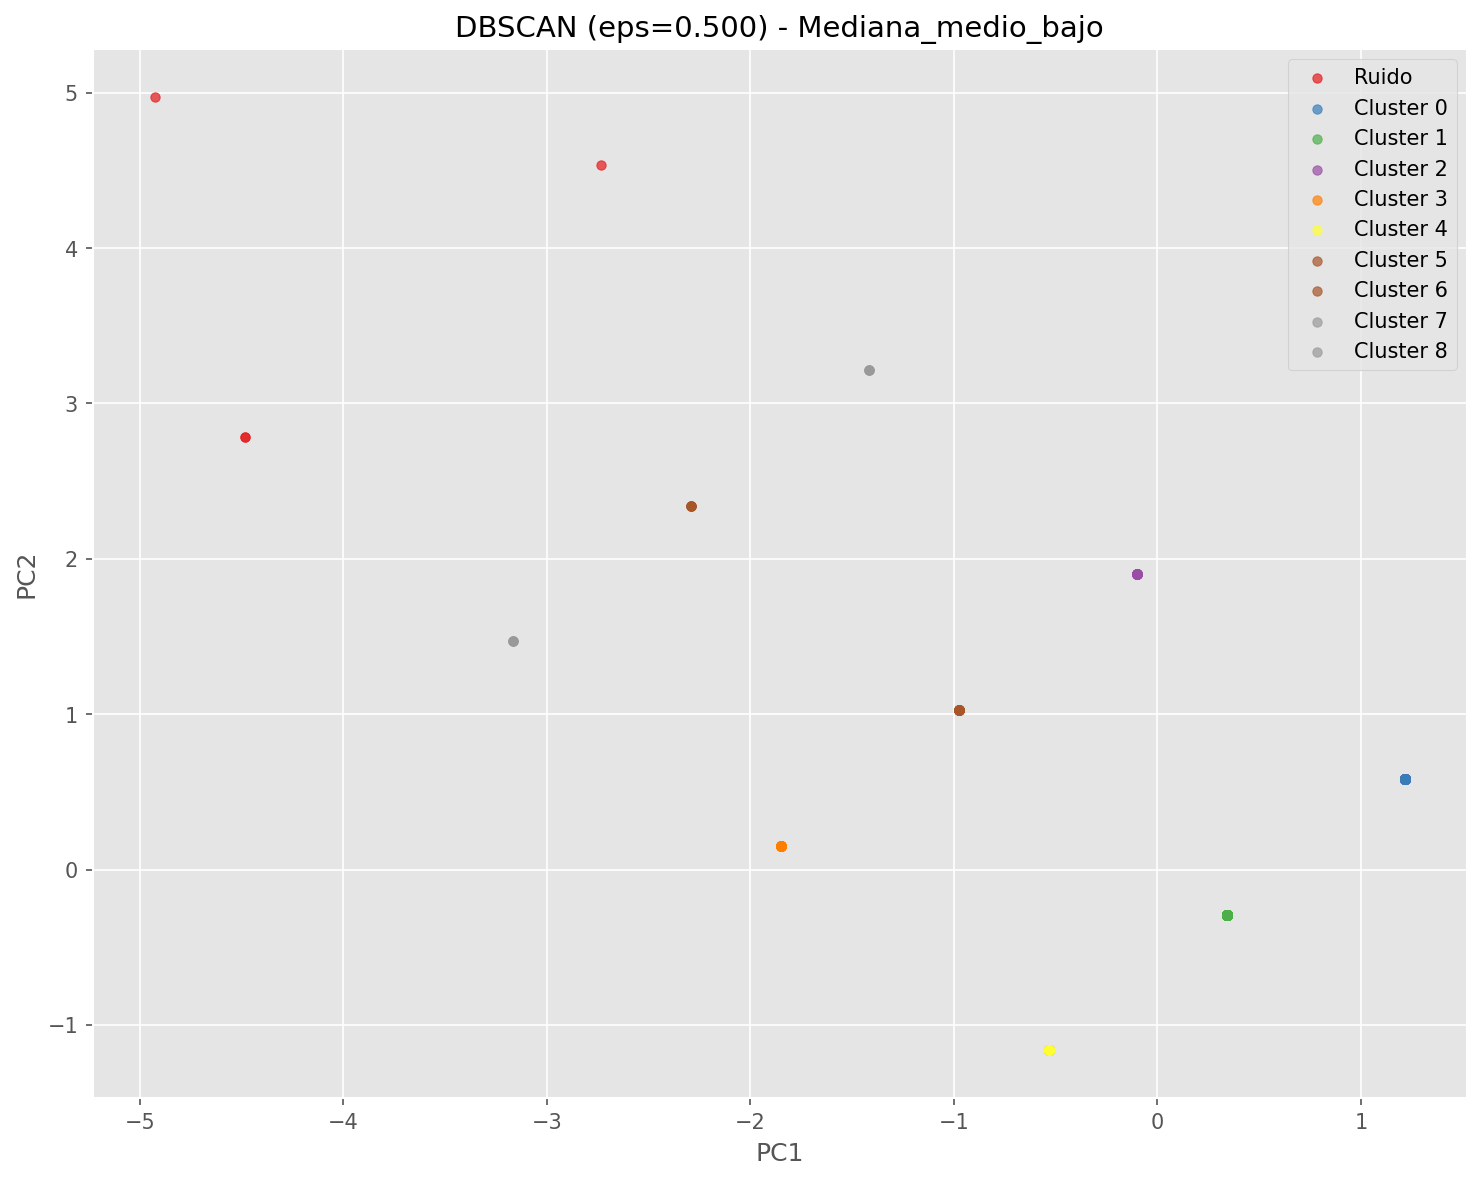 DBSCAN (eps=0.500) - Mediana_medio_bajo
Ruido
Cluster 0
Cluster 1
Cluster 2
Cluster 3
Cluster 4
Cluster 5
Cluster 6
Cluster 7
Cluster 8
5
4
3
2
1
0
−1
PC2
−5
−4
−3
−2
−1
0
1
PC1